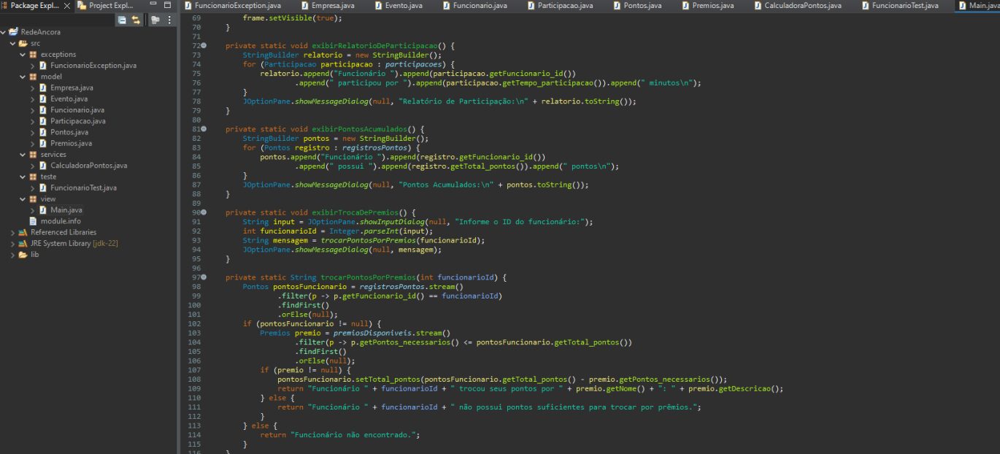 Package Expl... Project Expl...
RedeAncora
src
exceptions
FuncionarioException.java
model
Empresa.java
Evento.java
Funcionario.java
Participacao.java
Pontos.java
Premios.java
services
CalculadoraPontos.java
teste
FuncionarioTest.java
view
Main.java
module.info
Referenced Libraries
JRE System Library [jdk-22]
lib
FuncionarioException.java Empresa.java Evento.java Funcionario.java Participacao.java Pontos.java Premios.java CalculadoraPontos.java FuncionarioTest.java Main.java
69 frame.setVisible(true);
70 }
71
72 private static void exibirRelatorioDeParticipacao() {
73 StringBuilder relatorio = new StringBuilder();
74 for (Participacao participacao : participacoes) {
75 relatorio.append("Funcionário ").append(participacao.getFuncionario_id())
76 .append(" participou por ").append(participacao.getTempo_participacao()).append(" minutos\n");
77 }
78 JOptionPane.showMessageDialog(null, "Relatório de Participação:\n" + relatorio.toString());
79 }
80
81 private static void exibirPontosAcumulados() {
82 StringBuilder pontos = new StringBuilder();
83 for (Pontos registro : registrosPontos) {
84 pontos.append("Funcionário ").append(registro.getFuncionario_id())
85 .append(" possui ").append(registro.getTotal_pontos()).append(" pontos\n");
86 }
87 JOptionPane.showMessageDialog(null, "Pontos Acumulados:\n" + pontos.toString());
88 }
89
90 private static void exibirTrocaDePremios() {
91 String input = JOptionPane.showInputDialog(null, "Informe o ID do funcionário:");
92 int funcionarioId = Integer.parseInt(input);
93 String mensagem = trocarPontosPorPremios(funcionarioId);
94 JOptionPane.showMessageDialog(null, mensagem);
95 }
96
97 private static String trocarPontosPorPremios(int funcionarioId) {
98 Pontos pontosFuncionario = registrosPontos.stream()
99 .filter(p -> p.getFuncionario_id() == funcionarioId)
100 .findFirst()
101 .orElse(null);
102 if (pontosFuncionario != null) {
103 Premios premio = premiosDisponiveis.stream()
104 .filter(p -> p.getPontos_necessarios() <= pontosFuncionario.getTotal_pontos())
105 .findFirst()
106 .orElse(null);
107 if (premio != null) {
108 pontosFuncionario.setTotal_pontos(pontosFuncionario.getTotal_pontos() - premio.getPontos_necessarios());
109 return "Funcionário " + funcionarioId + " trocou seus pontos por " + premio.getNome() + ": " + premio.getDescricao();
110 } else {
111 return "Funcionário " + funcionarioId + " não possui pontos suficientes para trocar por prêmios.";
112 }
113 } else {
114 return "Funcionário não encontrado.";
115 }
116 }